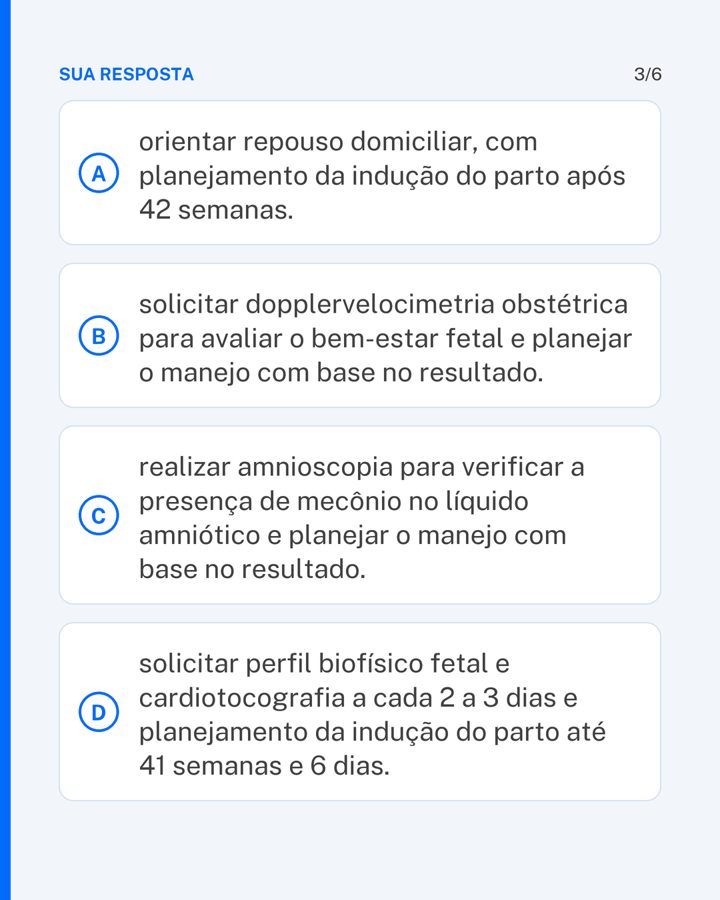 SUA RESPOSTA
3/6
A
orientar repouso domiciliar, com
planejamento da indução do parto após
42 semanas.
B
solicitar dopplervelocimetria obstétrica
para avaliar o bem-estar fetal e planejar
o manejo com base no resultado.
C
realizar amnioscopia para verificar a
presença de mecônio no líquido
amniótico e planejar o manejo com
base no resultado.
D
solicitar perfil biofísico fetal e
cardiotocografia a cada 2 a 3 dias e
planejamento da indução do parto até
41 semanas e 6 dias.